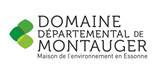 DOMAINE
DÉPARTEMENTAL DE
MONTAUGER
Maison de l'environnement en Essonne